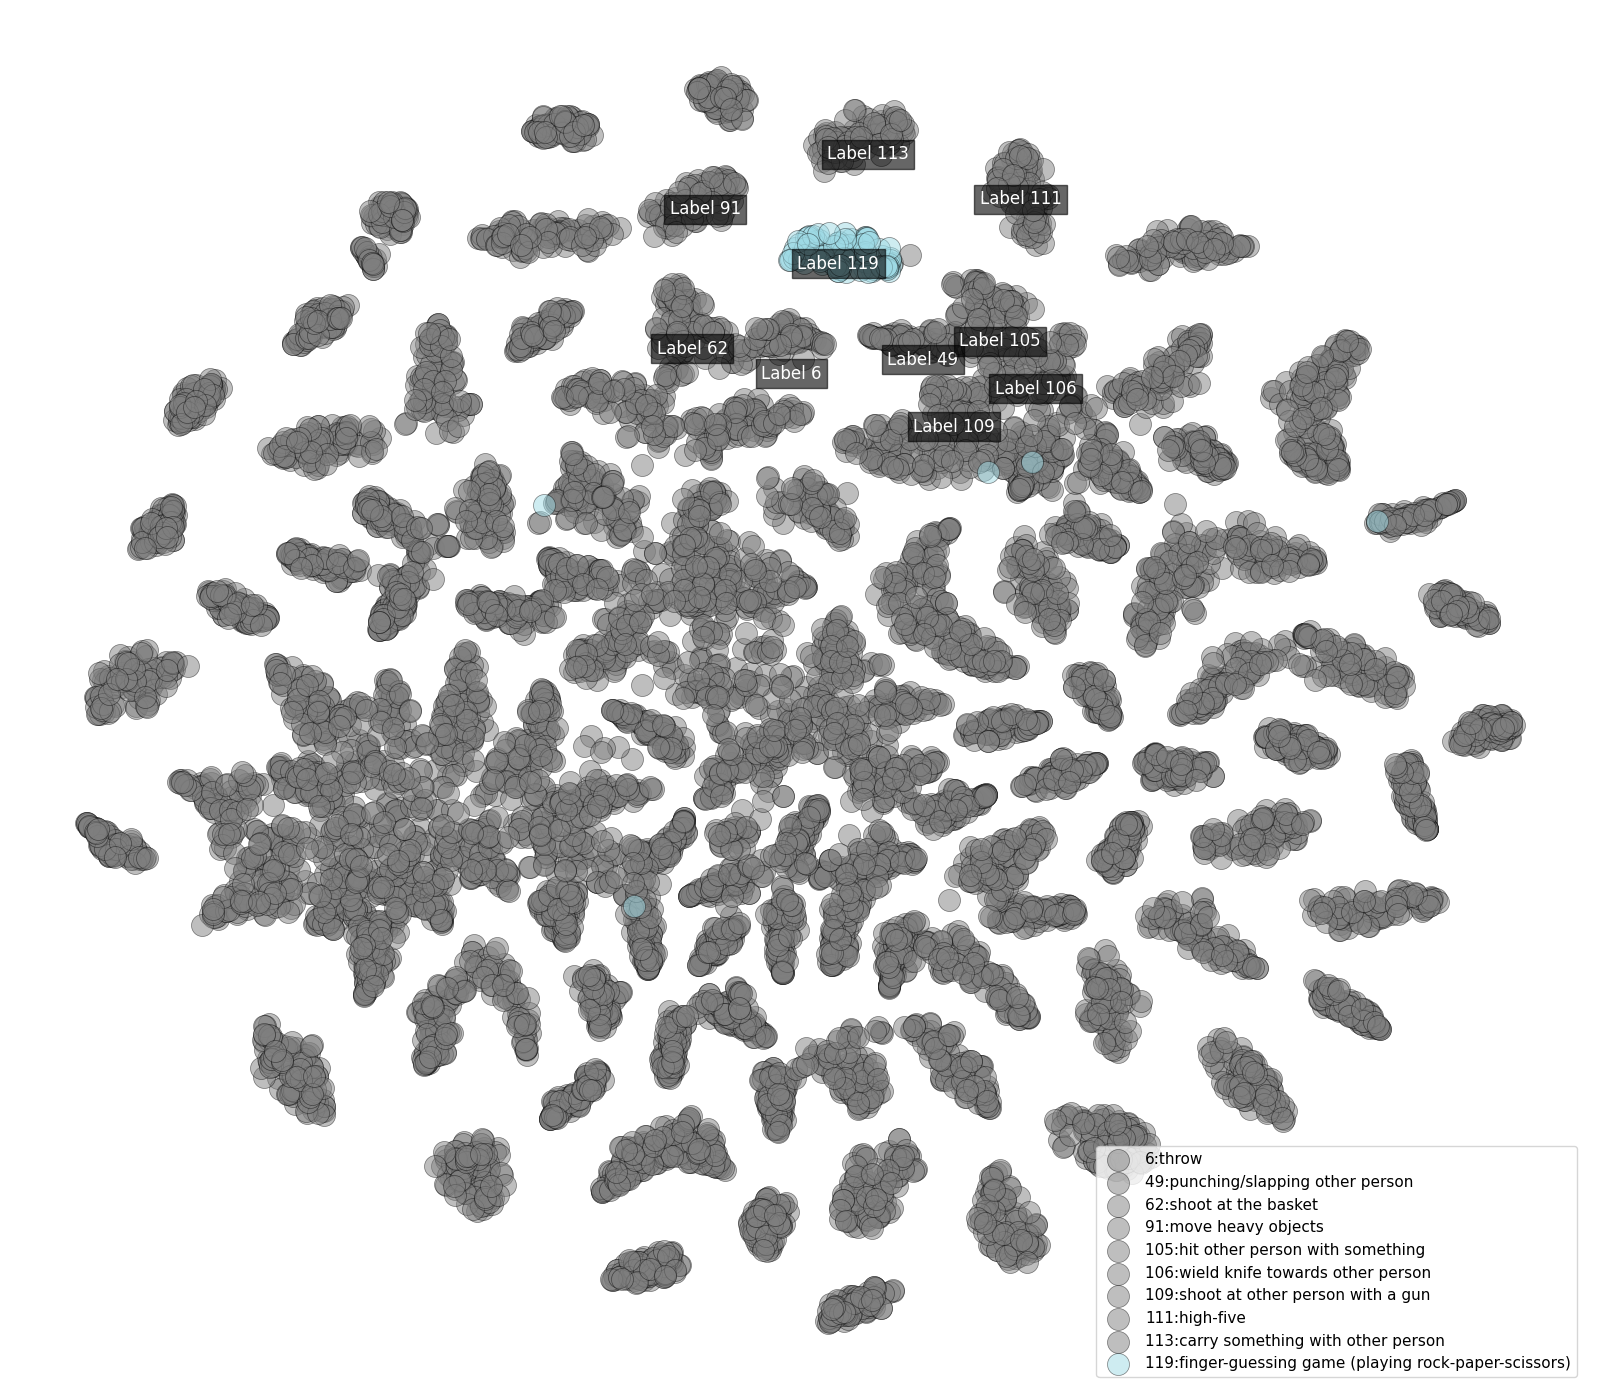 Label 113
Label 111
Label 91
Label 119
Label 105
Label 62
Label 49
Label 6
Label 106
Label 109
6:throw
49:punching/slapping other person
62:shoot at the basket
91:move heavy objects
105:hit other person with something
106:wield knife towards other person
109:shoot at other person with a gun
111:high-five
113:carry something with other person
119:finger-guessing game (playing rock-paper-scissors)